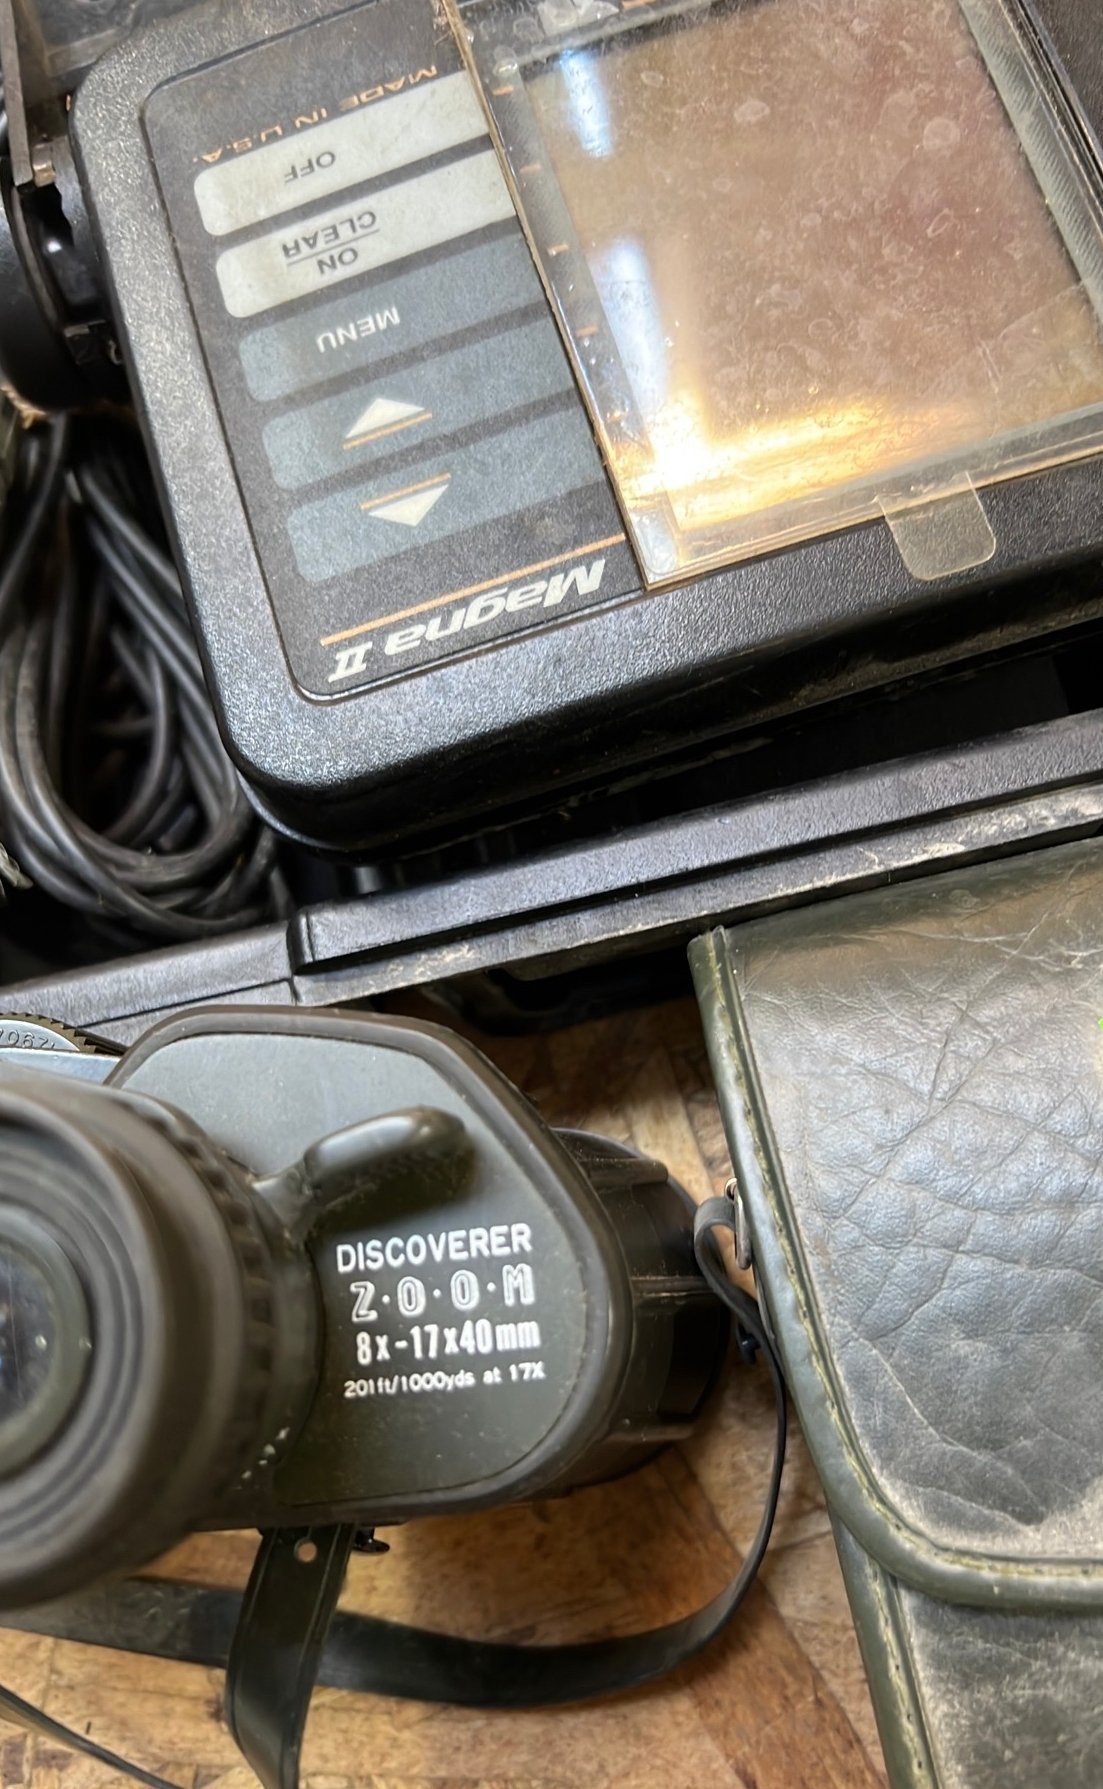 MADE IN U.S.A.
OFF
ON
CLEAR
MENU
Magna II
DISCOVERER
Z·O·O·M
8x-17x40mm
201ft/1000yds at 17X